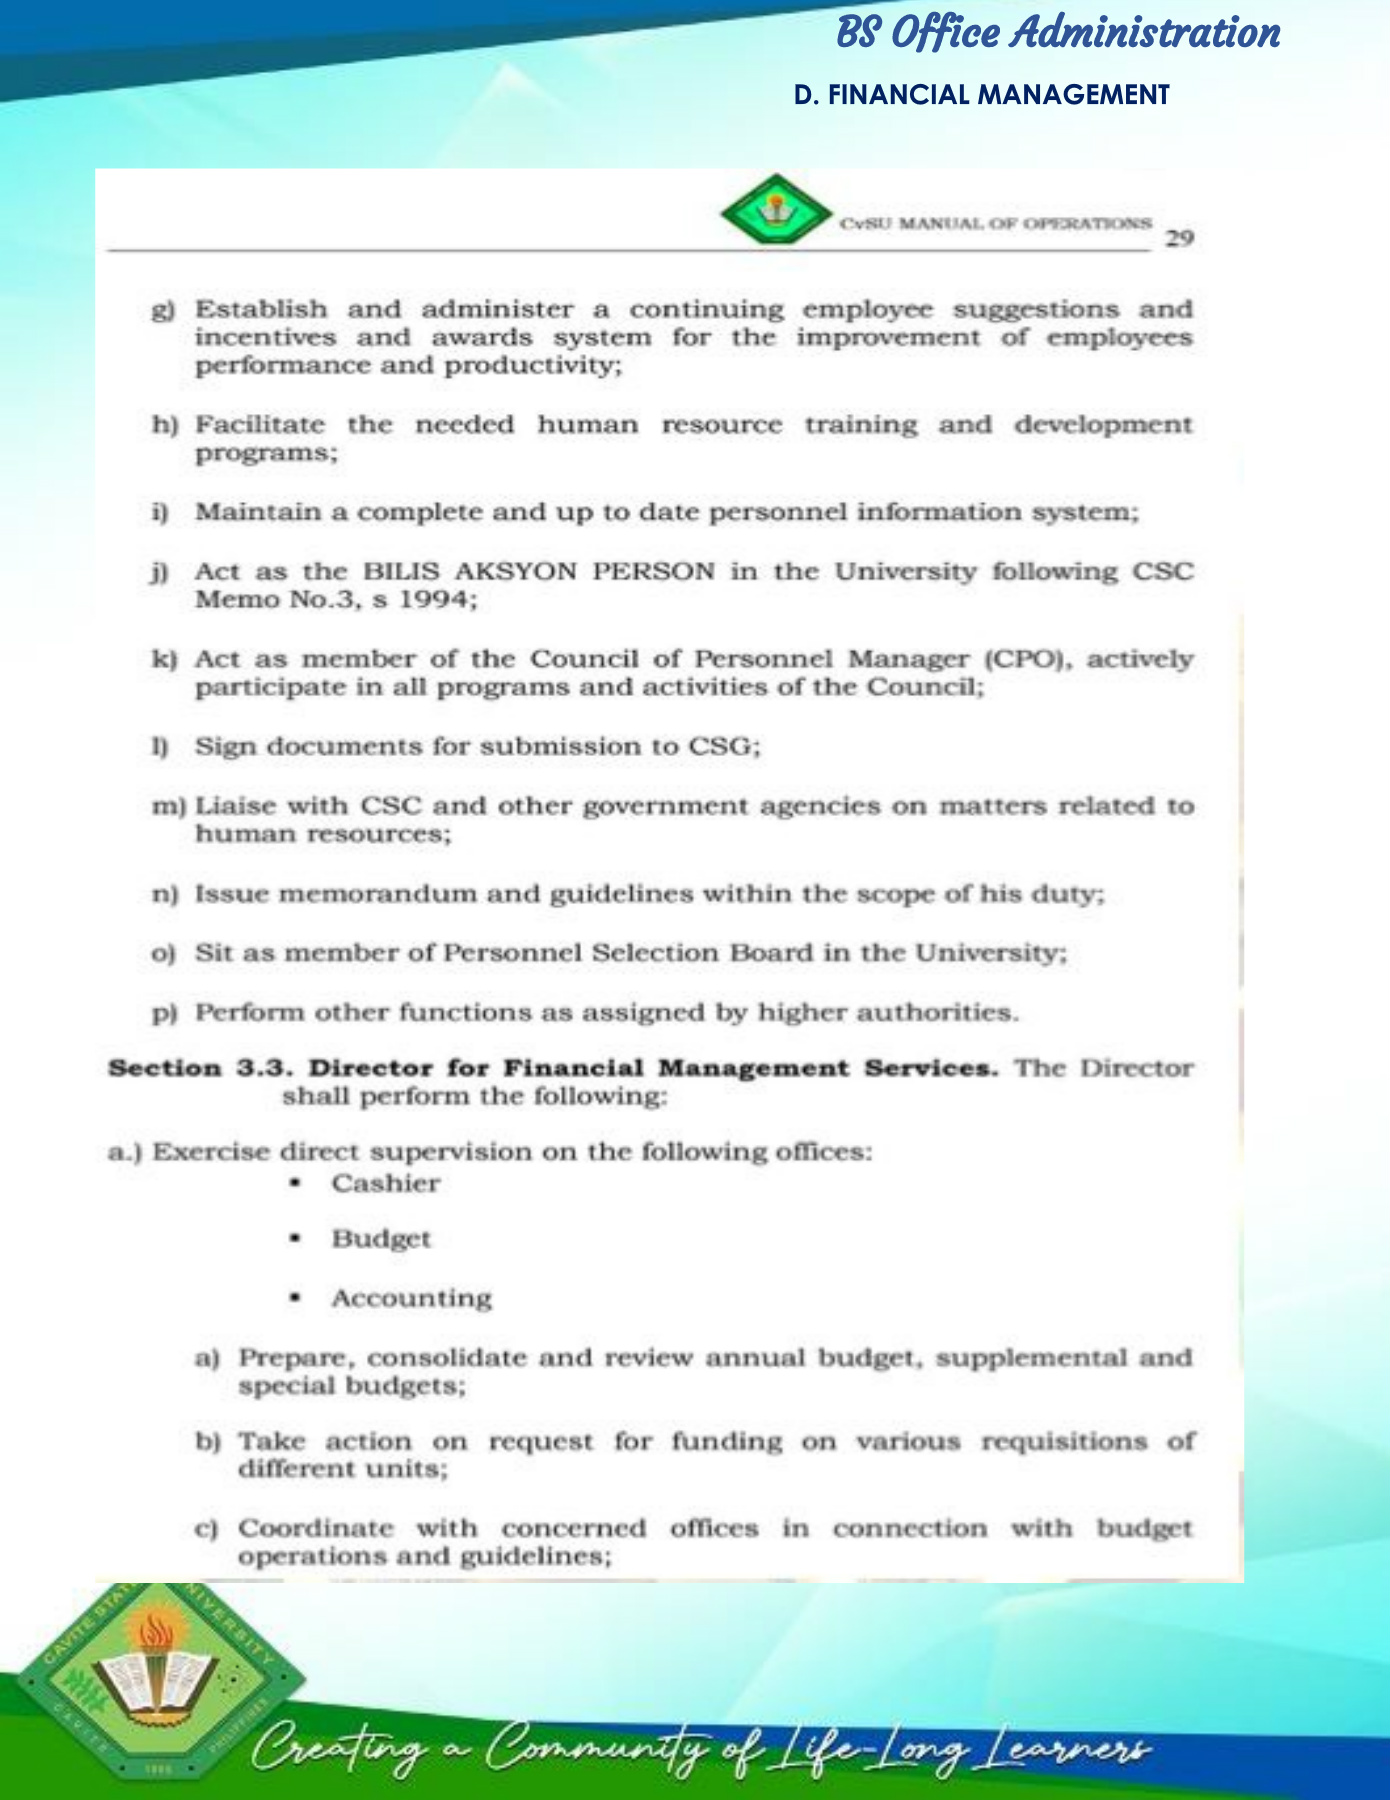 BS Office Administration
D. FINANCIAL MANAGEMENT
CvSU MANUAL OF OPERATIONS 29
g) Establish and administer a continuing employee suggestions and
incentives and awards system for the improvement of employees
performance and productivity;
h) Facilitate the needed human resource training and development
programs;
i) Maintain a complete and up to date personnel information system;
j) Act as the BILIS AKSYON PERSON in the University following CSC
Memo No.3, s 1994;
k) Act as member of the Council of Personnel Manager (CPO), actively
participate in all programs and activities of the Council;
l) Sign documents for submission to CSG;
m) Liaise with CSC and other government agencies on matters related to
human resources;
n) Issue memorandum and guidelines within the scope of his duty;
o) Sit as member of Personnel Selection Board in the University;
p) Perform other functions as assigned by higher authorities.
Section 3.3. Director for Financial Management Services. The Director
shall perform the following:
a.) Exercise direct supervision on the following offices:
▪ Cashier
▪ Budget
▪ Accounting
a) Prepare, consolidate and review annual budget, supplemental and
special budgets;
b) Take action on request for funding on various requisitions of
different units;
c) Coordinate with concerned offices in connection with budget
operations and guidelines;
CAVITE STATE UNIVERSITY
CAVITE
1906
PHILIPPINES
Creating a Community of Life-Long Learners